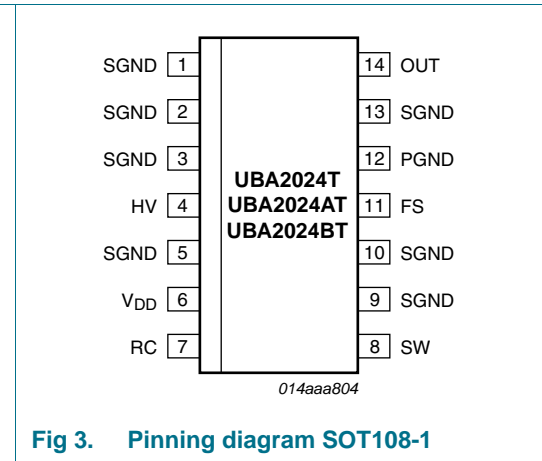 SGND 1 14 OUT
SGND 2 13 SGND
SGND 3 12 PGND
UBA2024T
HV 4 UBA2024AT 11 FS
UBA2024BT
SGND 5 10 SGND
VDD 6 9 SGND
RC 7 8 SW
014aaa804
Fig 3. Pinning diagram SOT108-1